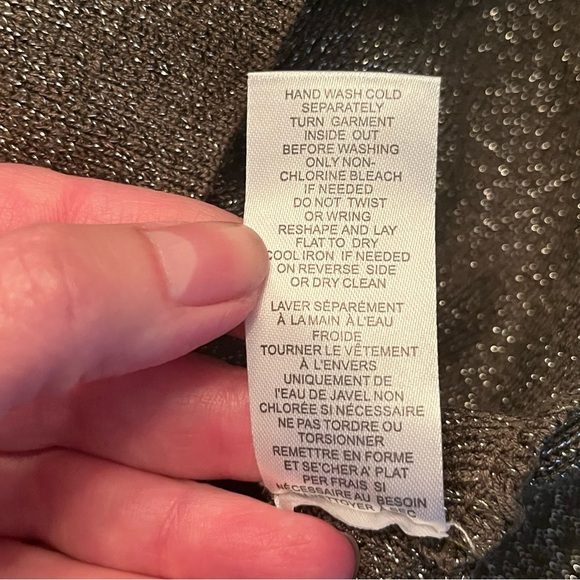 HAND WASH COLD
SEPARATELY
TURN GARMENT
INSIDE OUT
BEFORE WASHING
ONLY NON-
CHLORINE BLEACH
IF NEEDED
DO NOT TWIST
OR WRING
RESHAPE AND LAY
FLAT TO DRY
COOL IRON IF NEEDED
ON REVERSE SIDE
OR DRY CLEAN
LAVER SÉPARÉMENT
À LA MAIN À L'EAU
FROIDE
TOURNER LE VÊTEMENT
À L'ENVERS
UNIQUEMENT DE
l'EAU DE JAVEL NON
CHLORÉE SI NÉCESSAIRE
NE PAS TORDRE OU
TORSIONNER
REMETTRE EN FORME
ET SE'CHER A' PLAT
PER FRAIS SI
NÉCESSAIRE AU BESOIN